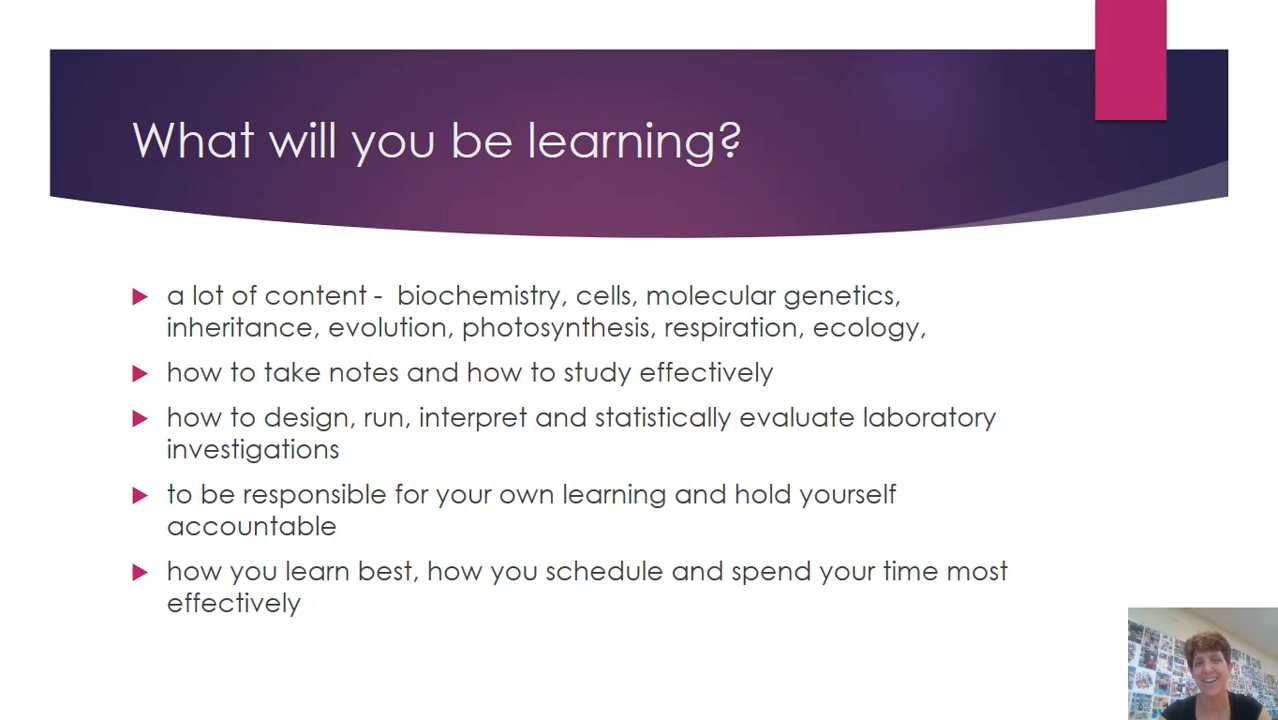 What will you be learning?
a lot of content -  biochemistry, cells, molecular genetics,
inheritance, evolution, photosynthesis, respiration, ecology,
how to take notes and how to study effectively
how to design, run, interpret and statistically evaluate laboratory
investigations
to be responsible for your own learning and hold yourself
accountable
how you learn best, how you schedule and spend your time most
effectively